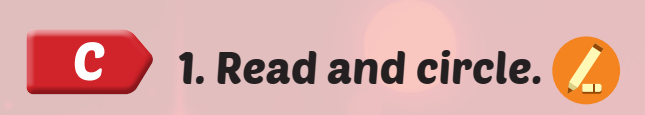 C 1. Read and circle.